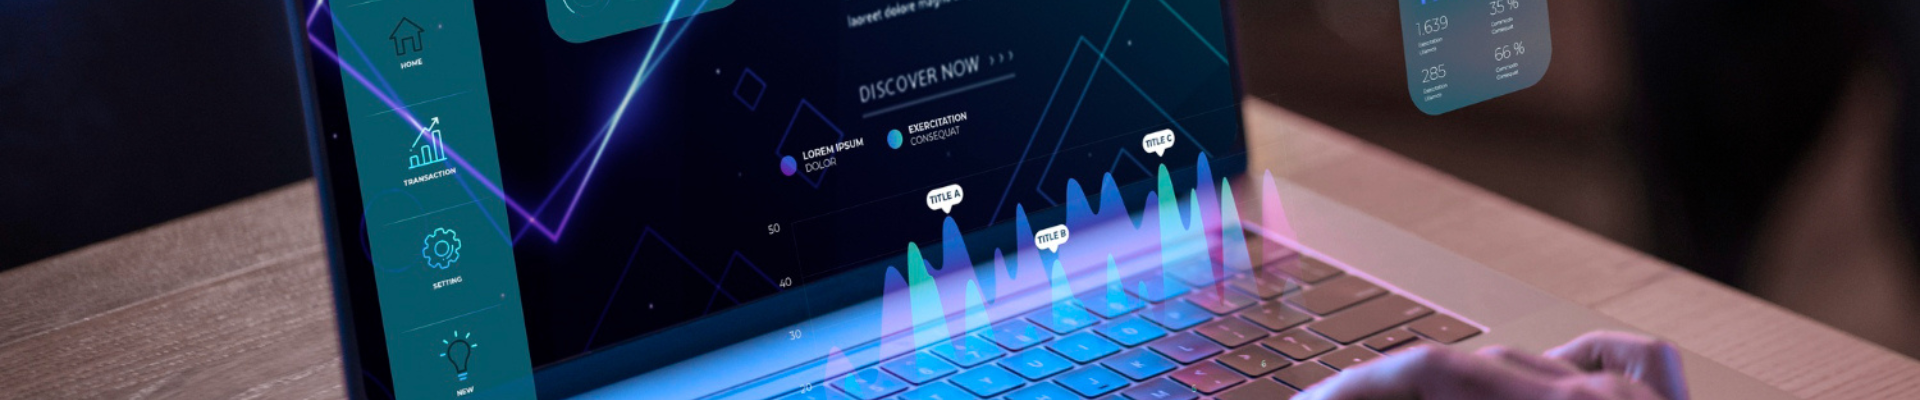 HOME
TRANSACTION
SETTING
NEW
laoreet dolore magna
DISCOVER NOW >>>
LOREM IPSUM
DOLOR
EXERCITATION
CONSEQUAT
TITLE A
TITLE B
TITLE C
50
40
30
20
1.639
35 %
285
66 %